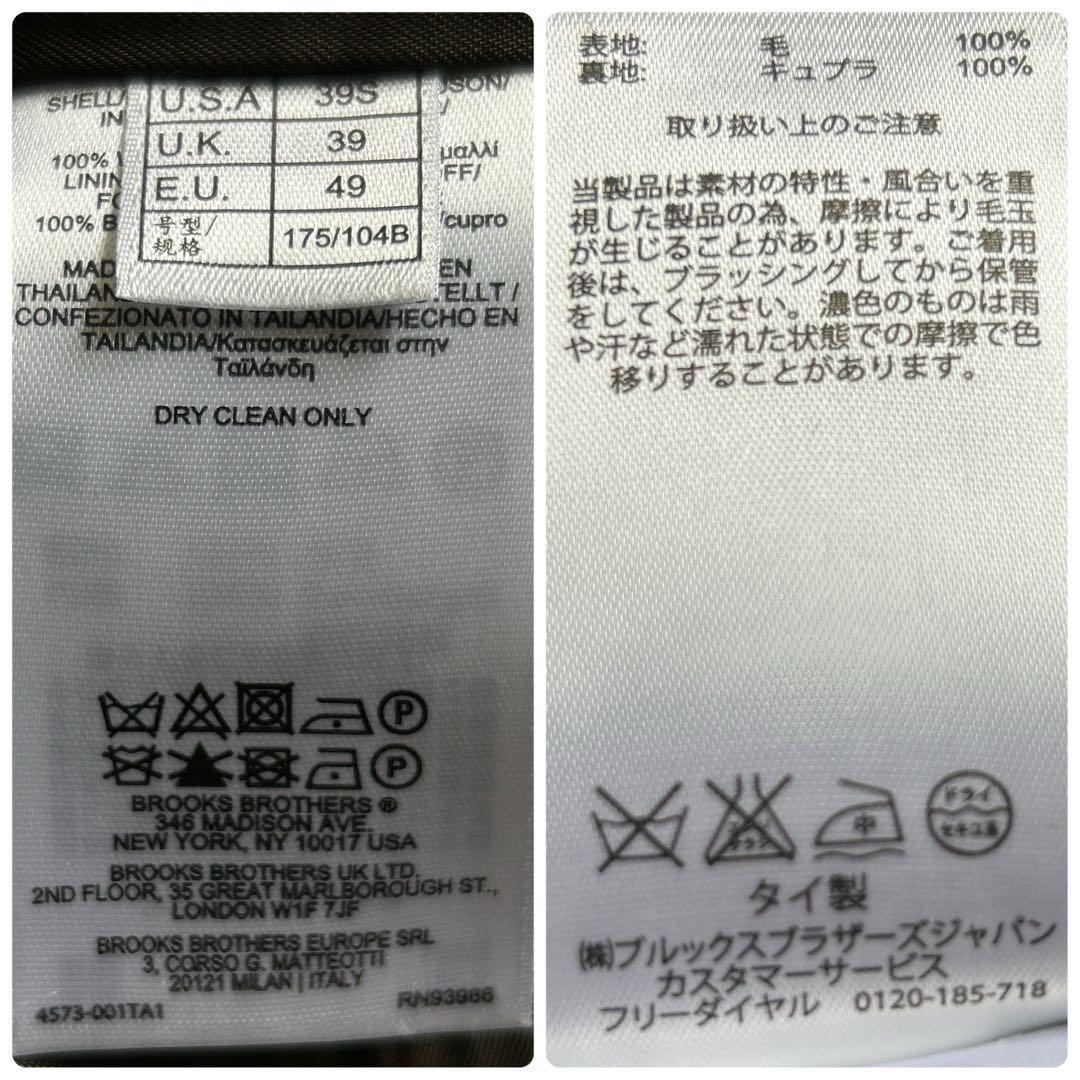 SHELL/
IN
100%
LININ
100% B
U.S.A 39S
U.K. 39
E.U. 49
号型/
规格 175/104B
SON/
μαλλί
FF/
/cupro
MAD EN
THAILAN TELLT /
CONFEZIONATO IN TAILANDIA/HECHO EN
TAILANDIA/Κατασκευάζεται στην
Ταϊλάνδη
DRY CLEAN ONLY
P
P
BROOKS BROTHERS ®
346 MADISON AVE.
NEW YORK, NY 10017 USA
BROOKS BROTHERS UK LTD.
2ND FLOOR, 35 GREAT MARLBOROUGH ST.,
LONDON W1F 7JF
BROOKS BROTHERS EUROPE SRL
3, CORSO G. MATTEOTTI
20121 MILAN | ITALY
4573-001TA1 RN93986
表地: 毛 100%
裏地: キュプラ 100%
取り扱い上のご注意
当製品は素材の特性・風合いを重
視した製品の為、摩擦により毛玉
が生じることがあります。ご着用
後は、ブラッシングしてから保管
をしてください。濃色のものは雨
や汗など濡れた状態での摩擦で色
移りすることがあります。
エンソ
サラシ
中
ドライ
セキユ系
タイ製
㈱ブルックスブラザーズジャパン
カスタマーサービス
フリーダイヤル 0120-185-718